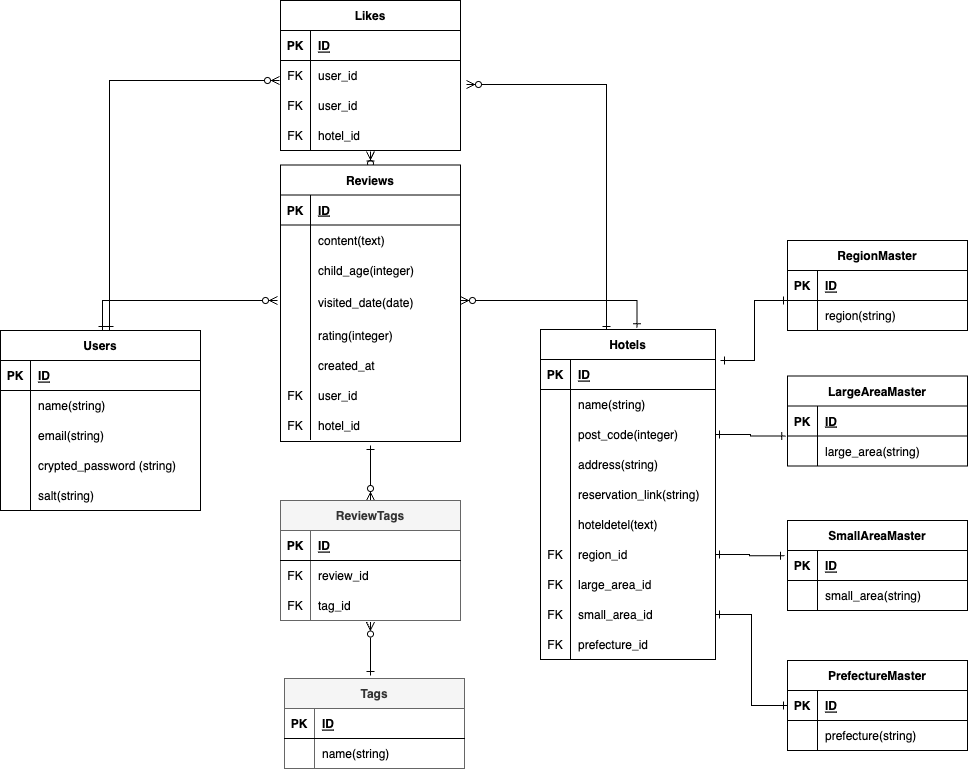 Likes
PK ID
FK user_id
FK user_id
FK hotel_id
Reviews
PK ID
content(text)
child_age(integer)
visited_date(date)
rating(integer)
created_at
FK user_id
FK hotel_id
Users
PK ID
name(string)
email(string)
crypted_password (string)
salt(string)
ReviewTags
PK ID
FK review_id
FK tag_id
Tags
PK ID
name(string)
Hotels
PK ID
name(string)
post_code(integer)
address(string)
reservation_link(string)
hoteldetel(text)
FK region_id
FK large_area_id
FK small_area_id
FK prefecture_id
RegionMaster
PK ID
region(string)
LargeAreaMaster
PK ID
large_area(string)
SmallAreaMaster
PK ID
small_area(string)
PrefectureMaster
PK ID
prefecture(string)